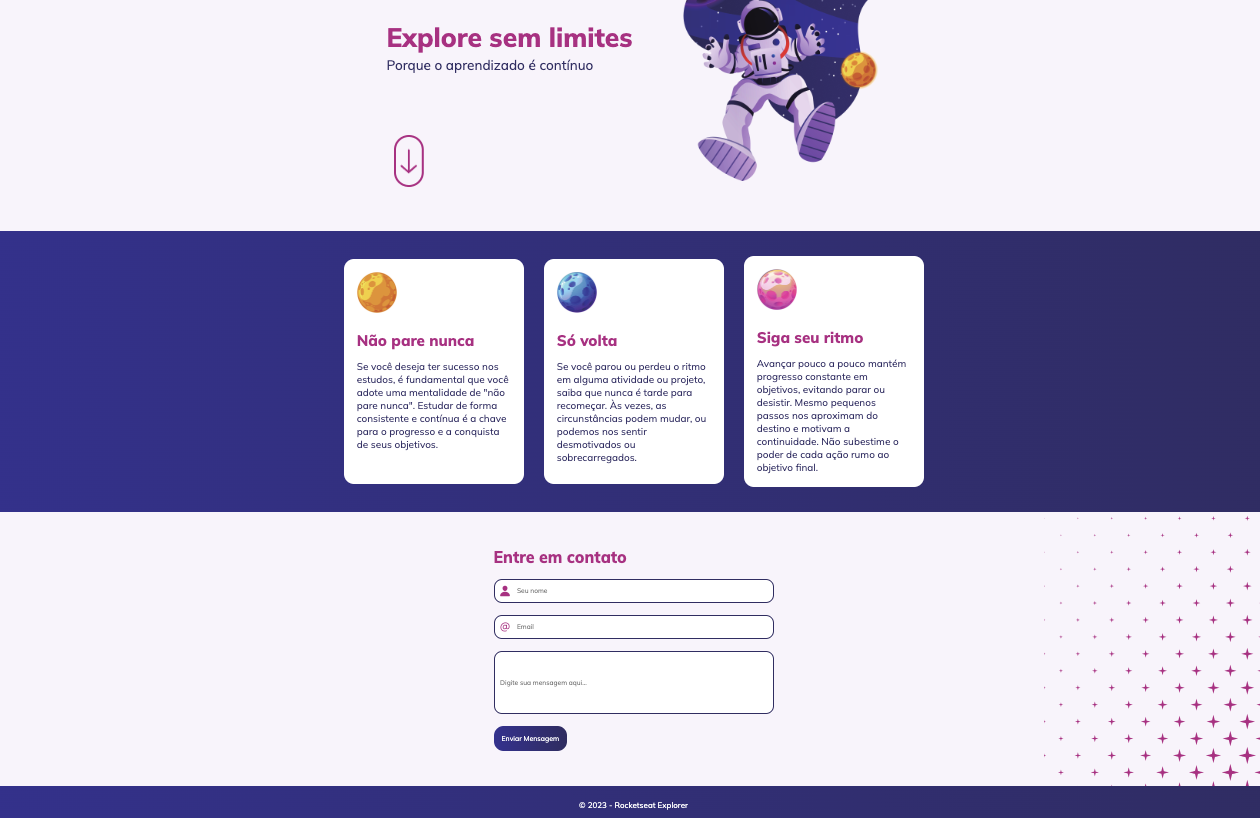 Explore sem limites
Porque o aprendizado é contínuo
Não pare nunca
Se você deseja ter sucesso nos
estudos, é fundamental que você
adote uma mentalidade de "não
pare nunca". Estudar de forma
consistente e contínua é a chave
para o progresso e a conquista
de seus objetivos.
Só volta
Se você parou ou perdeu o ritmo
em alguma atividade ou projeto,
saiba que nunca é tarde para
recomeçar. Às vezes, as
circunstâncias podem mudar, ou
podemos nos sentir
desmotivados ou
sobrecarregados.
Siga seu ritmo
Avançar pouco a pouco mantém
progresso constante em
objetivos, evitando parar ou
desistir. Mesmo pequenos
passos nos aproximam do
destino e motivam a
continuidade. Não subestime o
poder de cada ação rumo ao
objetivo final.
Entre em contato
Seu nome
@ Email
Digite sua mensagem aqui...
Enviar Mensagem
© 2023 - Rocketseat Explorer